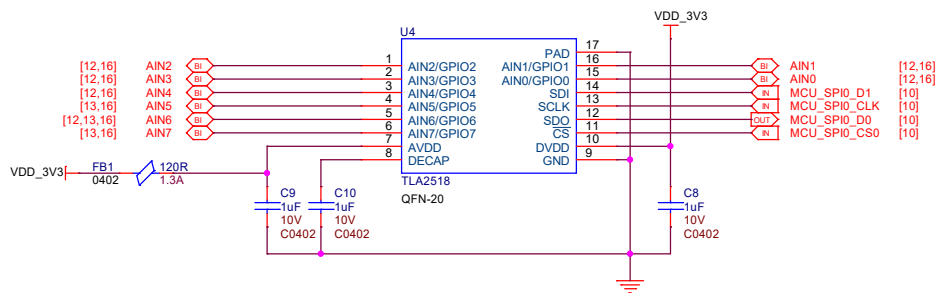 VDD_3V3
U4
17
PAD
[12,16] AIN2 BI 1 AIN2/GPIO2 AIN1/GPIO1 16 BI AIN1 [12,16]
[12,16] AIN3 BI 2 AIN3/GPIO3 AIN0/GPIO0 15 BI AIN0 [12,16]
[12,16] AIN4 BI 3 AIN4/GPIO4 SDI 14 IN MCU_SPI0_D1 [10]
[13,16] AIN5 BI 4 AIN5/GPIO5 SCLK 13 IN MCU_SPI0_CLK [10]
[12,13,16] AIN6 BI 5 AIN6/GPIO6 SDO 12 OUT MCU_SPI0_D0 [10]
[13,16] AIN7 BI 6 AIN7/GPIO7 CS 11 IN MCU_SPI0_CS0 [10]
7 AVDD DVDD 10
8 DECAP GND 9
VDD_3V3 FB1 120R
0402 1.3A
TLA2518
QFN-20
C9 C10 C8
1uF 1uF 1uF
10V 10V 10V
C0402 C0402 C0402